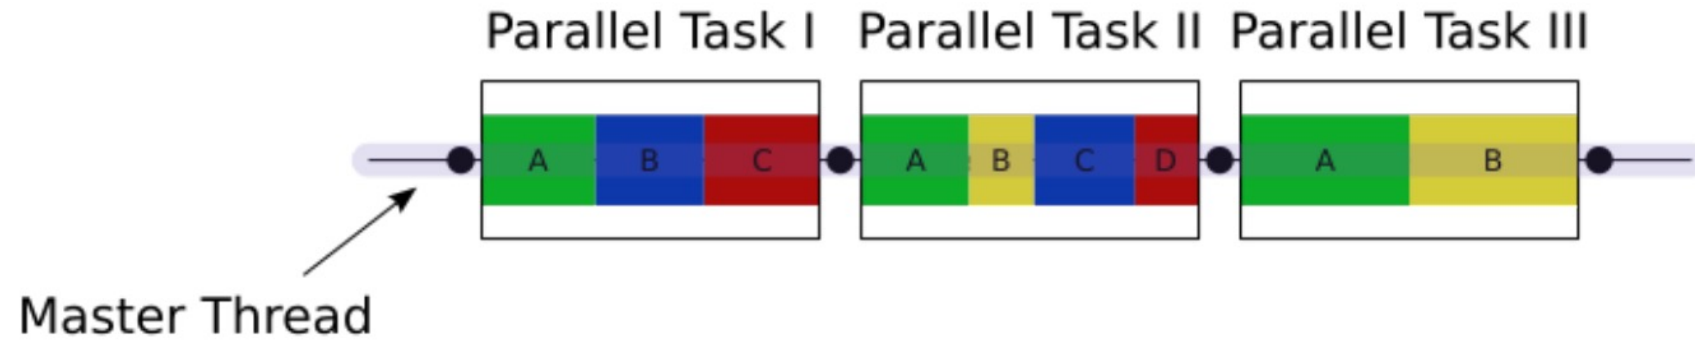 Parallel Task I Parallel Task II Parallel Task III
A B C A B C D A B
Master Thread